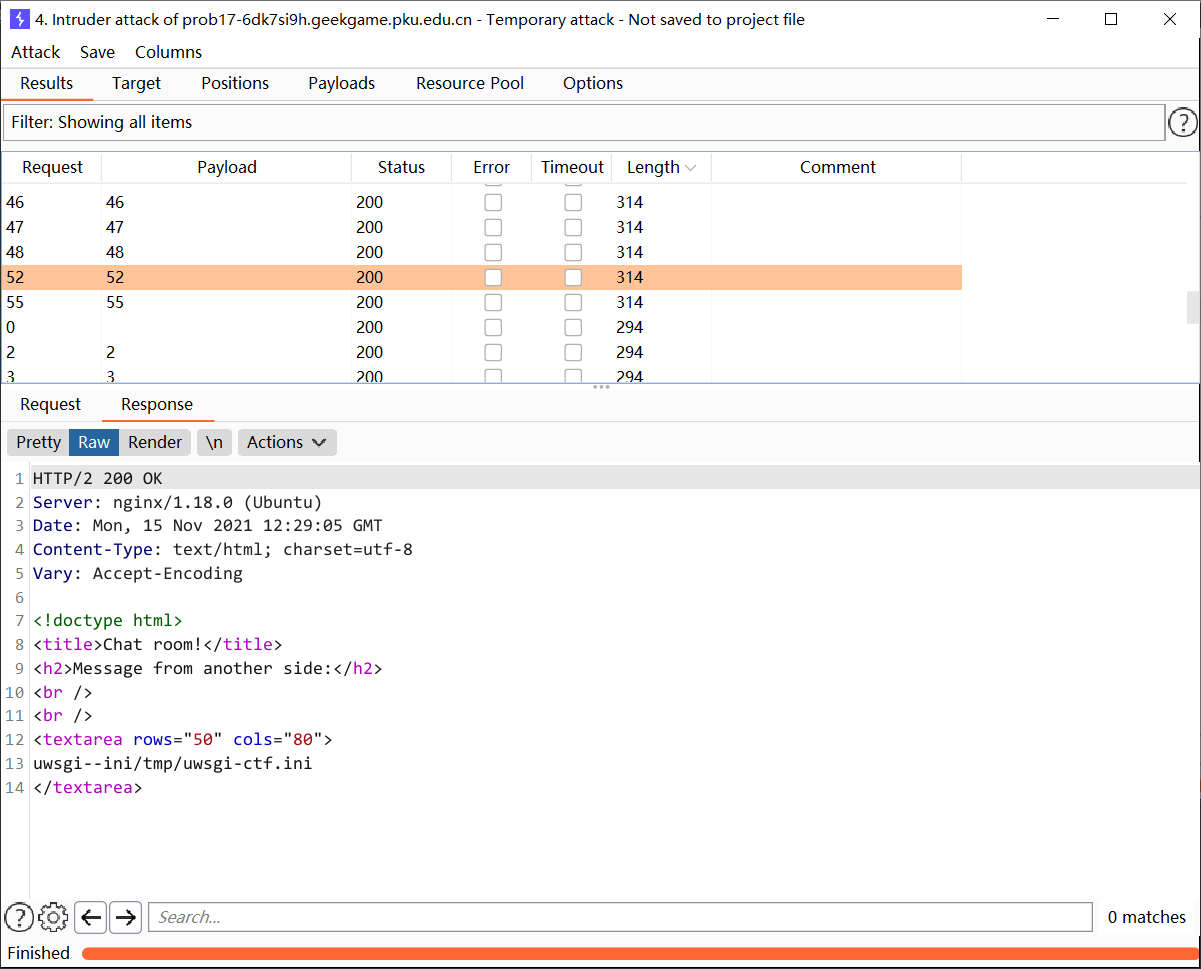 4. Intruder attack of prob17-6dk7si9h.geekgame.pku.edu.cn - Temporary attack - Not saved to project file
Attack Save Columns
Results Target Positions Payloads Resource Pool Options
Filter: Showing all items
?
Request Payload Status Error Timeout Length Comment
46 46 200 314
47 47 200 314
48 48 200 314
52 52 200 314
55 55 200 314
0 200 294
2 2 200 294
3 3 200 294
Request Response
Pretty Raw Render \n Actions
1 HTTP/2 200 OK
2 Server: nginx/1.18.0 (Ubuntu)
3 Date: Mon, 15 Nov 2021 12:29:05 GMT
4 Content-Type: text/html; charset=utf-8
5 Vary: Accept-Encoding
6
7 <!doctype html>
8 <title>Chat room!</title>
9 <h2>Message from another side:</h2>
10 <br />
11 <br />
12 <textarea rows="50" cols="80">
13 uwsgi--ini/tmp/uwsgi-ctf.ini
14 </textarea>
? Search... 0 matches
Finished